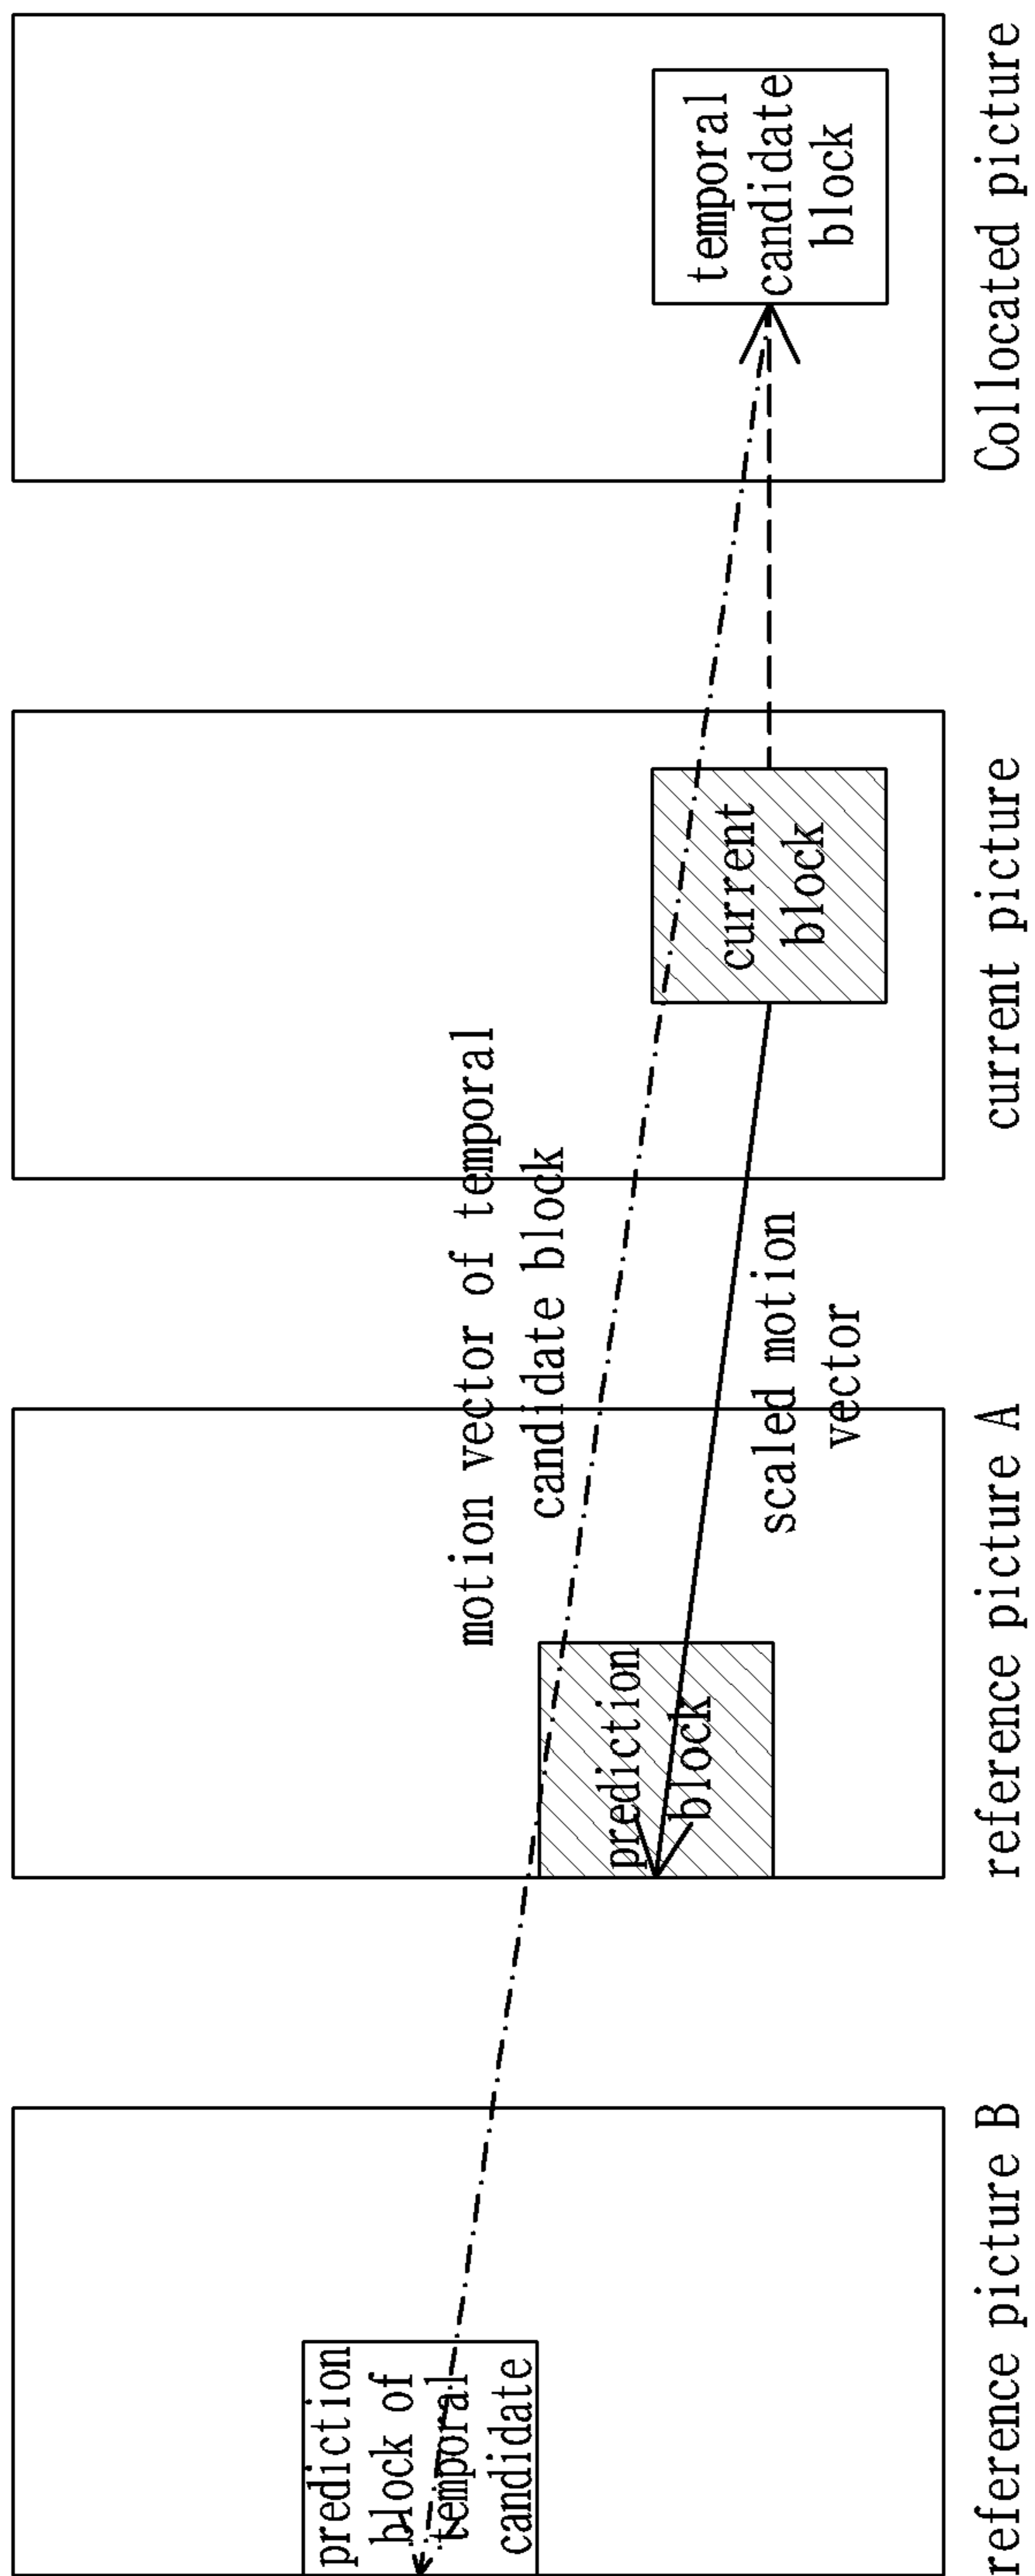 prediction
block of
temporal
candidate
reference picture B
prediction
block
reference picture A
motion vector of temporal
candidate block
scaled motion
vector
current
block
current picture
temporal
candidate
block
Collocated picture